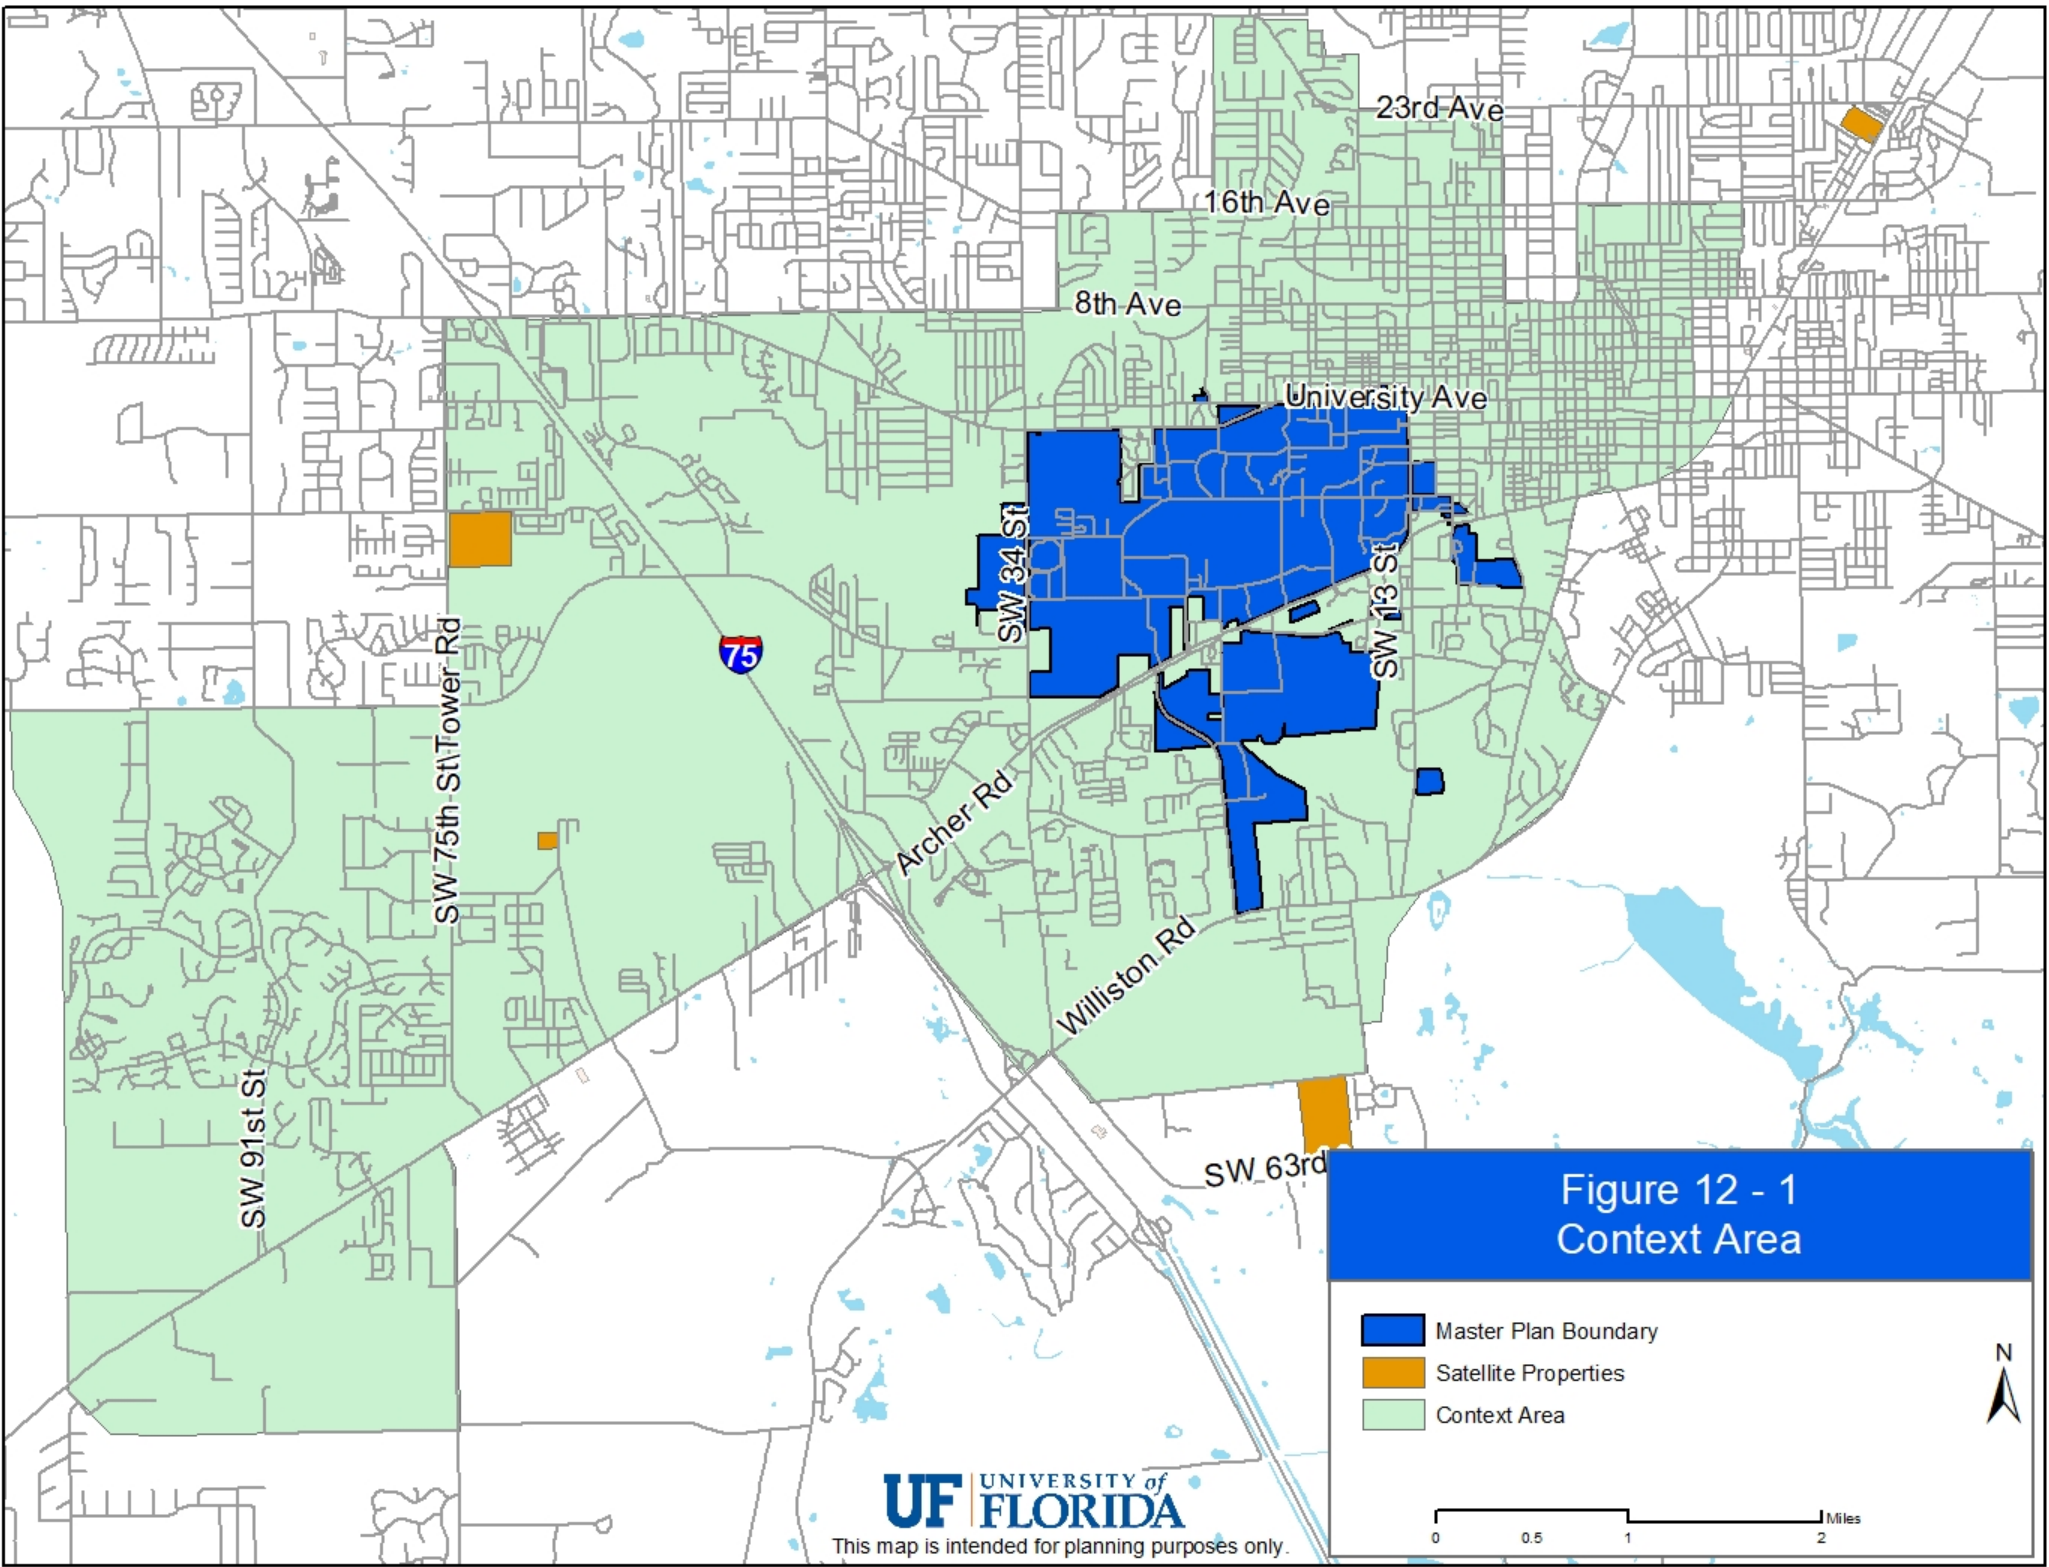 23rd Ave
16th Ave
8th Ave
University Ave
SW 34 St
SW 13 St
SW 75th St\Tower Rd
75
Archer Rd
Williston Rd
SW 91st St
SW 63rd
Figure 12 - 1
Context Area
Master Plan Boundary
Satellite Properties
Context Area
N
Miles
0 0.5 1 2
UF UNIVERSITY of
FLORIDA
This map is intended for planning purposes only.